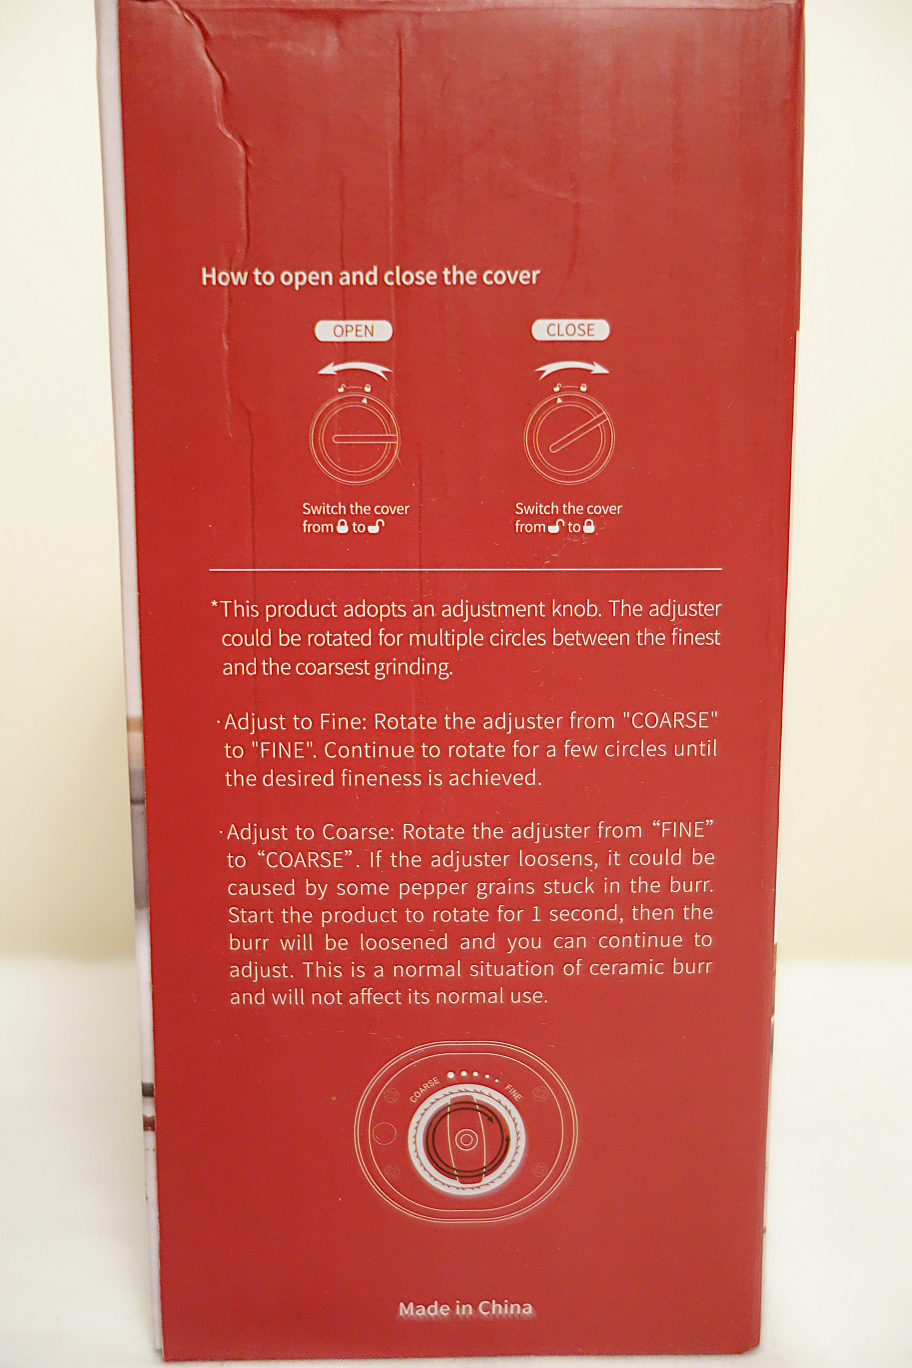 How to open and close the cover
OPEN
CLOSE
Switch the cover
from to
Switch the cover
from to
*This product adopts an adjustment knob. The adjuster
could be rotated for multiple circles between the finest
and the coarsest grinding.
·Adjust to Fine: Rotate the adjuster from "COARSE"
to "FINE". Continue to rotate for a few circles until
the desired fineness is achieved.
·Adjust to Coarse: Rotate the adjuster from “FINE”
to “COARSE”. If the adjuster loosens, it could be
caused by some pepper grains stuck in the burr.
Start the product to rotate for 1 second, then the
burr will be loosened and you can continue to
adjust. This is a normal situation of ceramic burr
and will not affect its normal use.
COARSE
FINE
Made in China